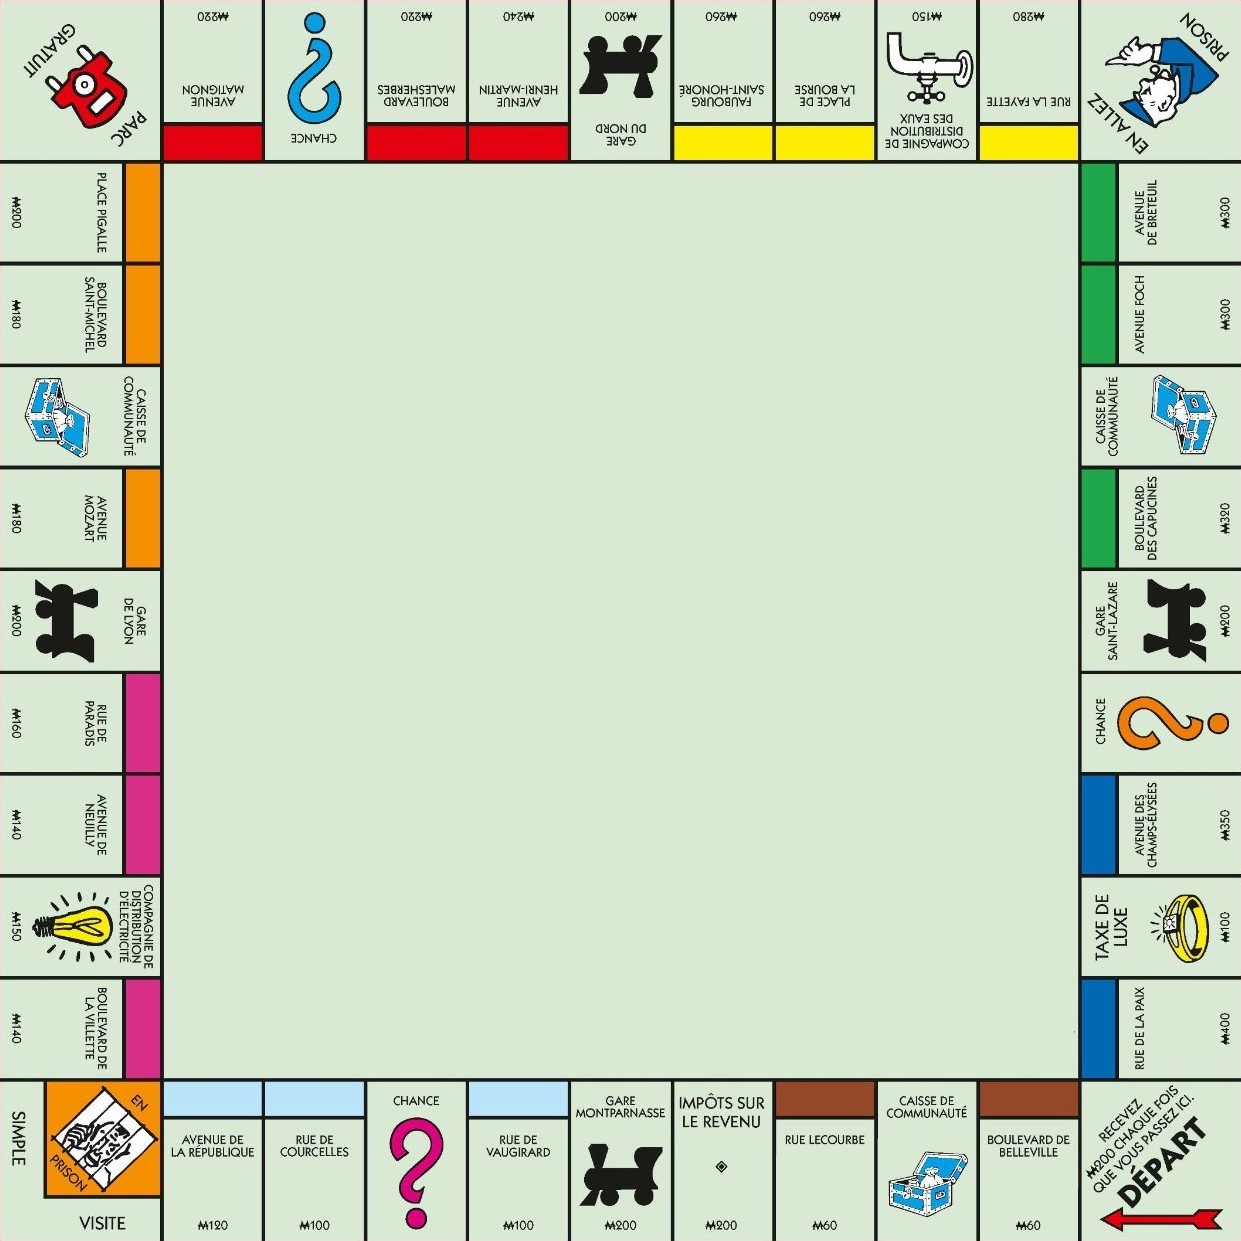 RECEVEZ
₩200 CHAQUE FOIS
QUE VOUS PASSEZ ICI.
DÉPART
BOULEVARD DE
BELLEVILLE
₩60
CAISSE DE
COMMUNAUTÉ
RUE LECOURBE
₩60
IMPÔTS SUR
LE REVENU
₩200
GARE
MONTPARNASSE
₩200
RUE DE
VAUGIRARD
₩100
CHANCE
RUE DE
COURCELLES
₩100
AVENUE DE
LA RÉPUBLIQUE
₩120
EN
PRISON
SIMPLE
VISITE
BOULEVARD DE
LA VILLETTE
₩140
COMPAGNIE DE
DISTRIBUTION
D'ÉLECTRICITÉ
₩150
AVENUE DE
NEUILLY
₩140
RUE DE
PARADIS
₩160
GARE
DE LYON
₩200
AVENUE
MOZART
₩180
CAISSE DE
COMMUNAUTÉ
BOULEVARD
SAINT-MICHEL
₩180
PLACE PIGALLE
₩200
PARC
GRATUIT
AVENUE
MATIGNON
₩220
CHANCE
BOULEVARD
MALESHERBES
₩220
AVENUE
HENRI-MARTIN
₩240
GARE
DU NORD
₩200
FAUBOURG
SAINT-HONORÉ
₩260
PLACE DE
LA BOURSE
₩260
COMPAGNIE DE
DISTRIBUTION
DES EAUX
₩150
RUE LA FAYETTE
₩280
EN ALLEZ
PRISON
AVENUE
DE BRETEUIL
₩300
AVENUE FOCH
₩300
CAISSE DE
COMMUNAUTÉ
BOULEVARD
DES CAPUCINES
₩320
GARE
SAINT-LAZARE
₩200
CHANCE
AVENUE DES
CHAMPS-ÉLYSÉES
₩350
TAXE DE
LUXE
₩100
RUE DE LA PAIX
₩400